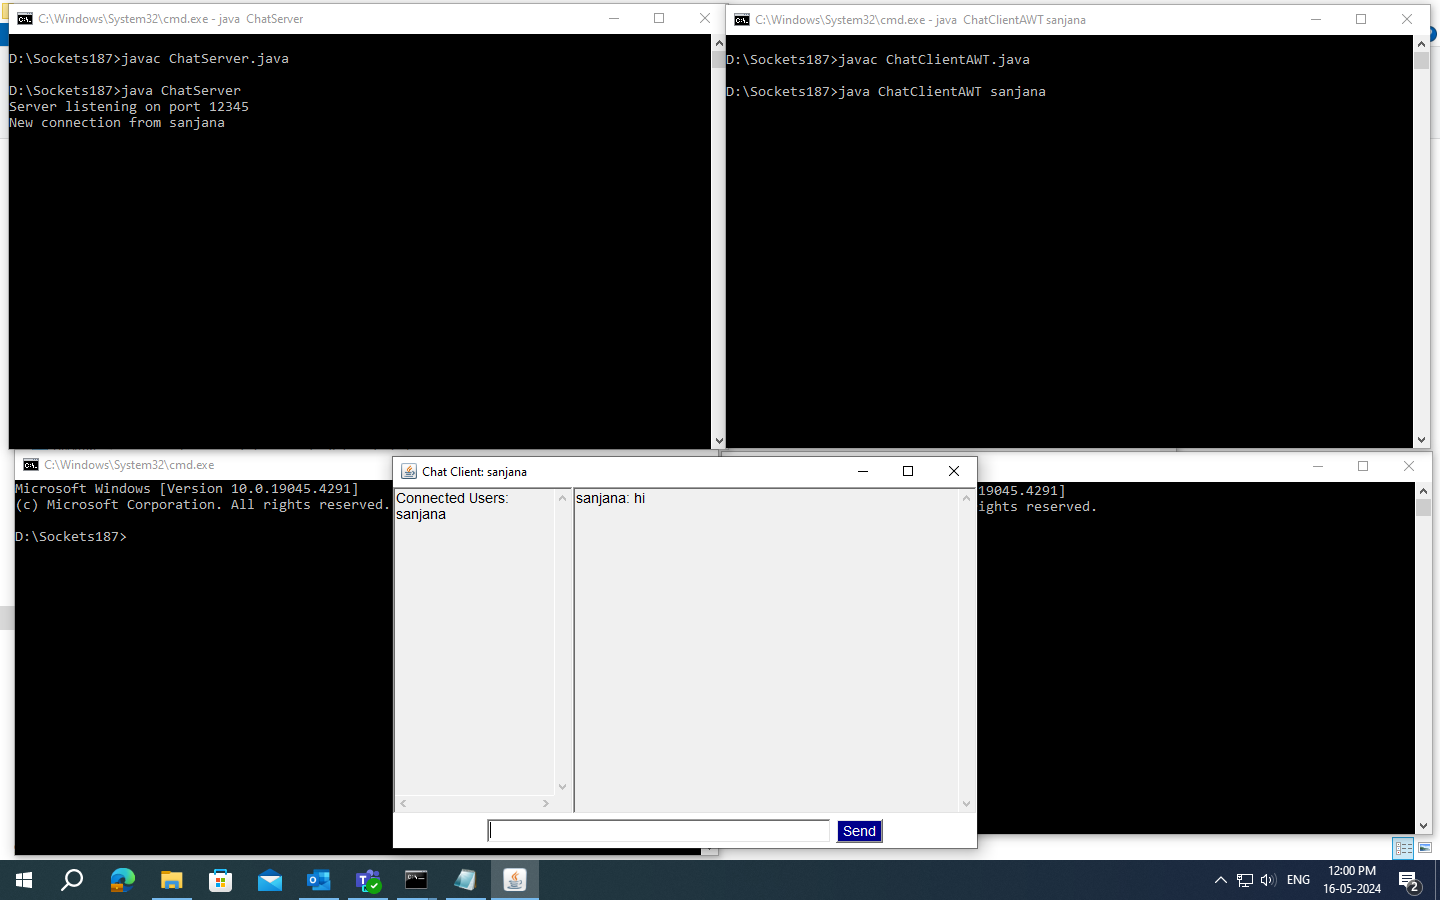 C:\Windows\System32\cmd.exe - java  ChatServer
D:\Sockets187>javac ChatServer.java
D:\Sockets187>java ChatServer
Server listening on port 12345
New connection from sanjana
C:\Windows\System32\cmd.exe - java  ChatClientAWT sanjana
D:\Sockets187>javac ChatClientAWT.java
D:\Sockets187>java ChatClientAWT sanjana
C:\Windows\System32\cmd.exe
Microsoft Windows [Version 10.0.19045.4291]
(c) Microsoft Corporation. All rights reserved.
D:\Sockets187>
Chat Client: sanjana
Connected Users:
sanjana
sanjana: hi
Send
19045.4291]
ights reserved.
ENG
12:00 PM
16-05-2024
2